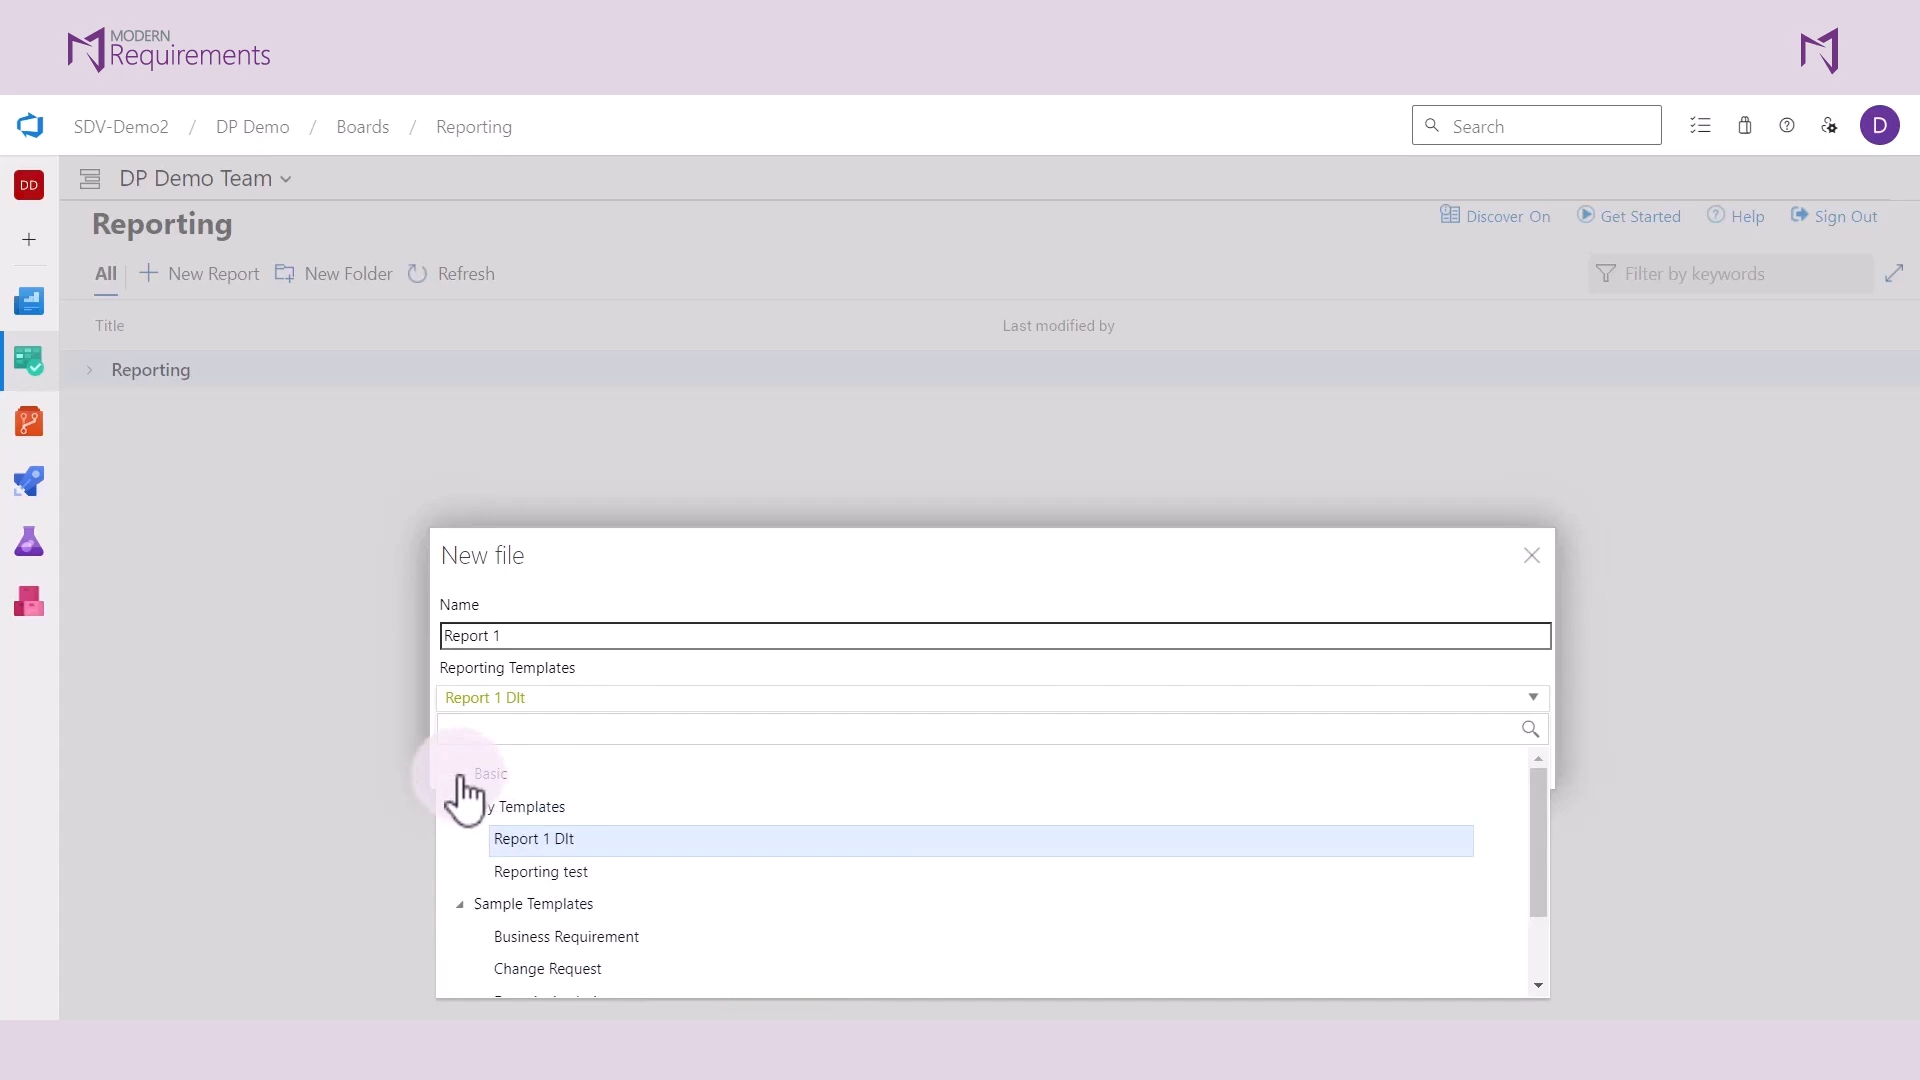 MODERN
Requirements
SDV-Demo2 / DP Demo / Boards / Reporting
Search
D
DD
DP Demo Team
Reporting
Discover On
Get Started
Help
Sign Out
All
New Report
New Folder
Refresh
Filter by keywords
Title
Last modified by
Reporting
New file
Name
Report 1
Reporting Templates
Report 1 Dlt
Basic
y Templates
Report 1 Dlt
Reporting test
Sample Templates
Business Requirement
Change Request